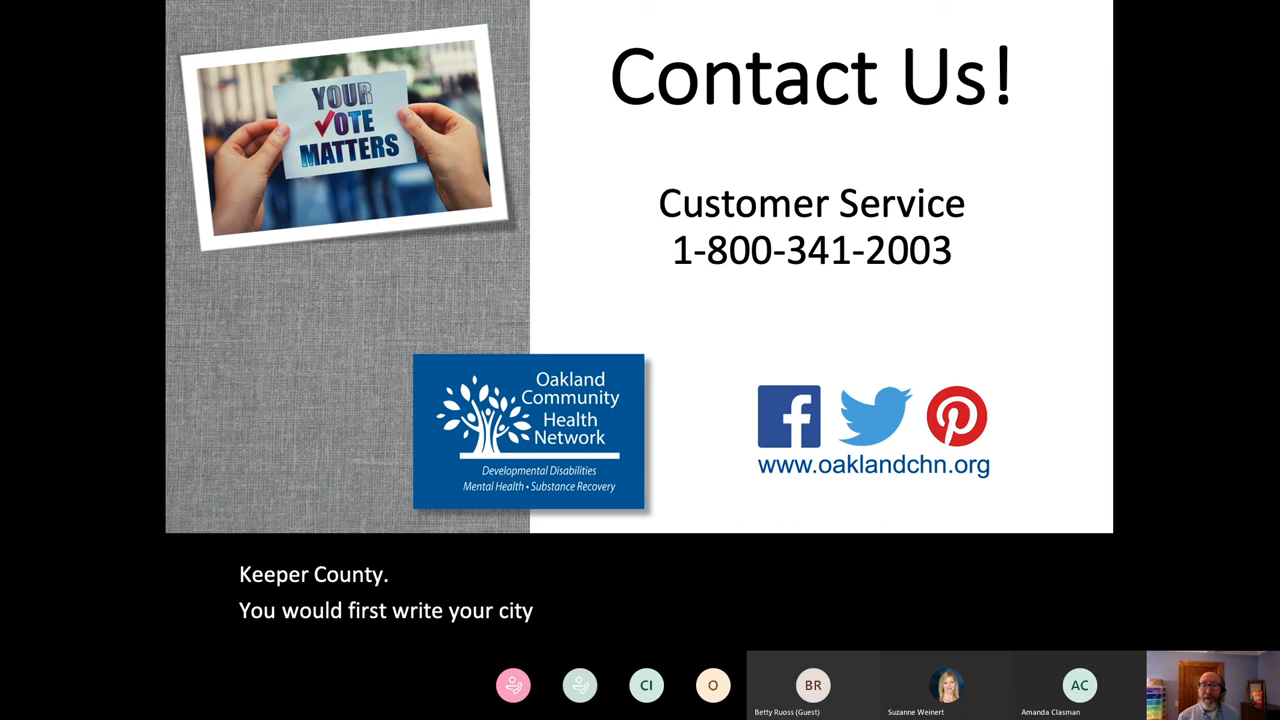 YOUR
VOTE
MATTERS
Contact Us!
Customer Service
1-800-341-2003
Oakland
Community
Health
Network
Developmental Disabilities
Mental Health • Substance Recovery
www.oaklandchn.org
Keeper County.
You would first write your city
CI
O
BR
AC
Betty Ruoss (Guest)
Suzanne Weinert
Amanda Clasman